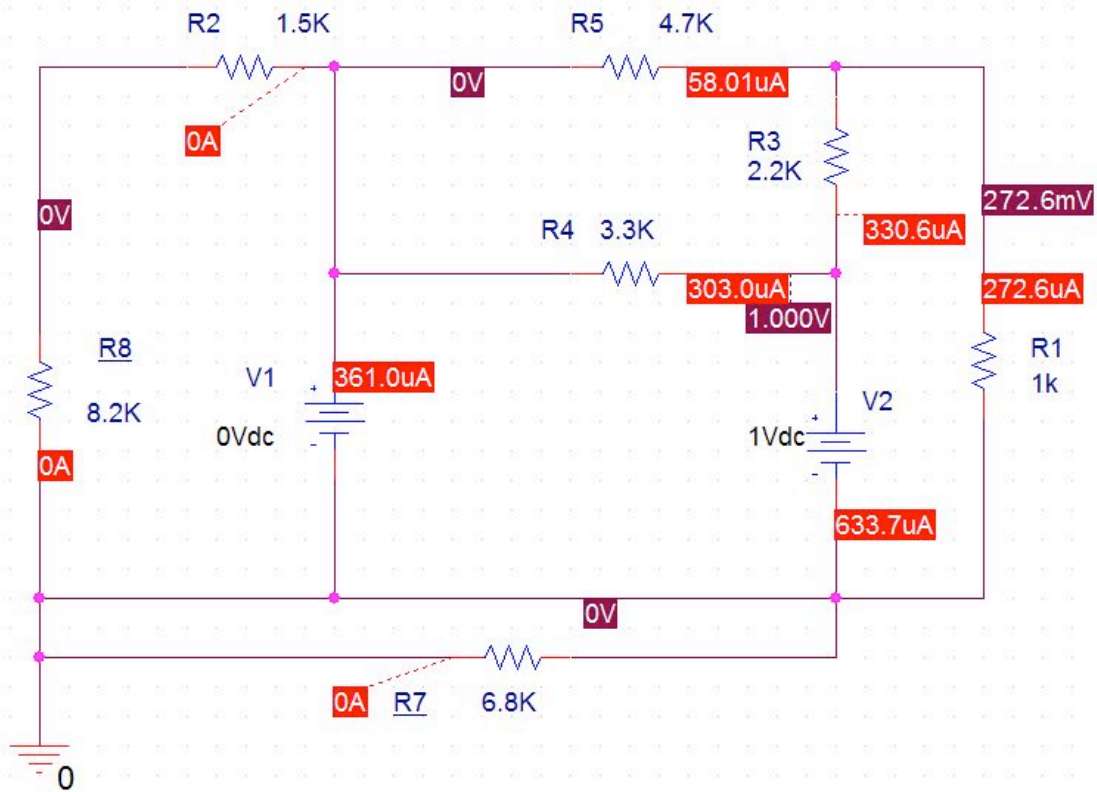 R2 1.5K
R5 4.7K
0V
58.01uA
0A
R3
2.2K
0V
272.6mV
R4 3.3K
330.6uA
303.0uA
272.6uA
1.000V
R8
8.2K
V1
361.0uA
0Vdc
+
-
R1
1k
V2
1Vdc
+
-
0A
633.7uA
0V
0A
R7
6.8K
0